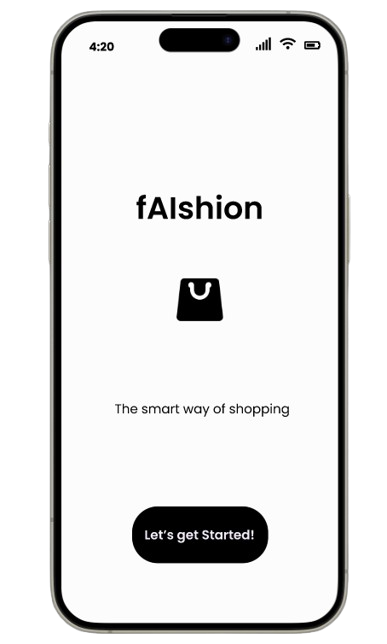 4:20
fAIshion
The smart way of shopping
Let's get Started!